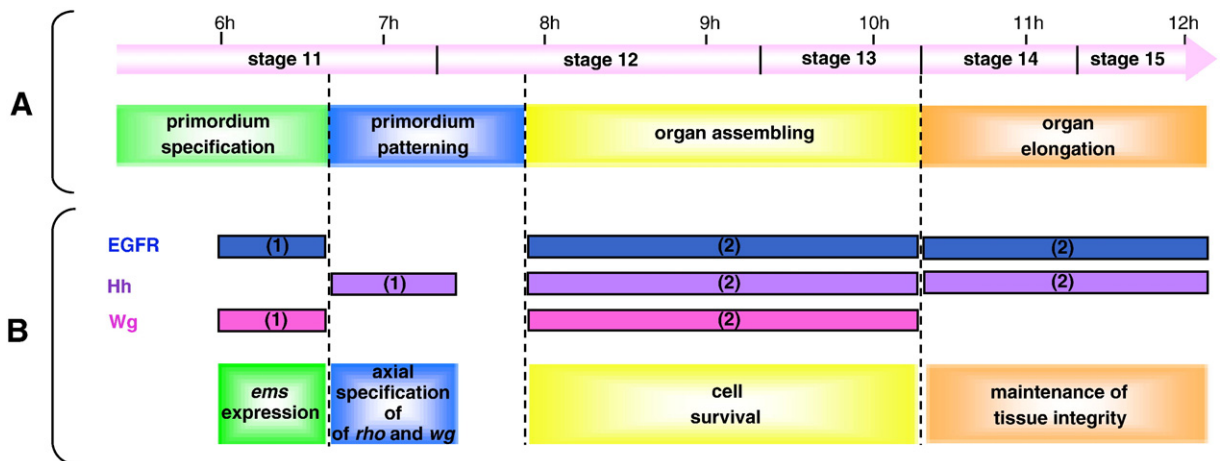 6h 7h 8h 9h 10h 11h 12h
stage 11 stage 12 stage 13 stage 14 stage 15
A
primordium
specification
primordium
patterning
organ assembling
organ
elongation
B
EGFR (1) (2) (2)
Hh (1) (2) (2)
Wg (1) (2)
ems
expression
axial
specification
of
of rho and wg
cell
survival
maintenance of
tissue integrity